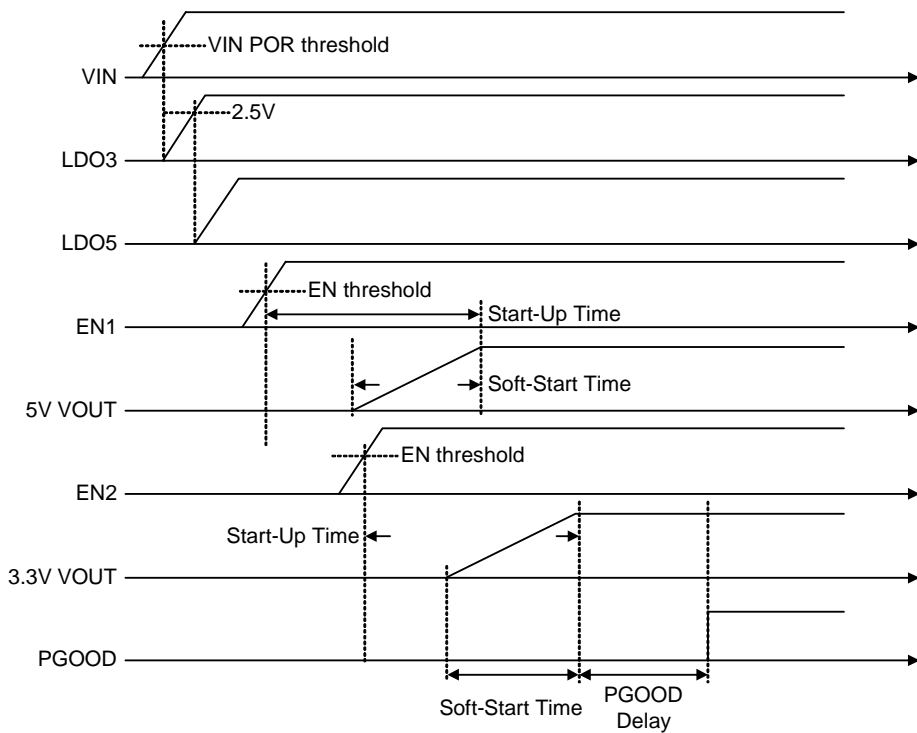 VIN POR threshold
VIN
2.5V
LDO3
LDO5
EN threshold
Start-Up Time
EN1
Soft-Start Time
5V VOUT
EN threshold
EN2
Start-Up Time
3.3V VOUT
PGOOD
Soft-Start Time
PGOOD
Delay